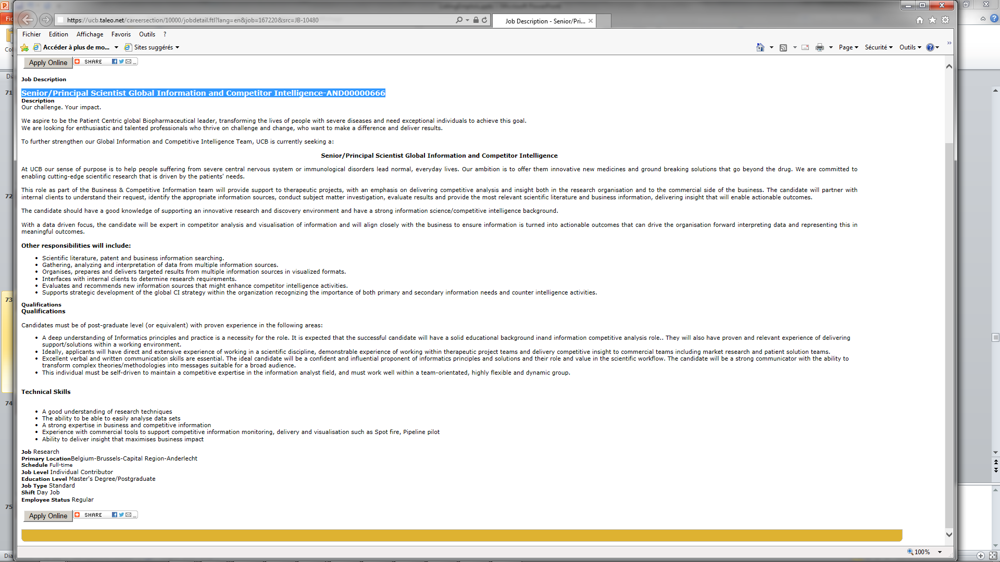 https://ucb.taleo.net/careersection/10000/jobdetail.ftl?lang=en&job=167220&src=JB-10480
Job Description - Senior/Pri...
Fichier Edition Affichage Favoris Outils ?
Accéder à plus de mo... Sites suggérés Page Sécurité Outils
Apply Online SHARE ...
Job Description
Senior/Principal Scientist Global Information and Competitor Intelligence-AND00000666
Description
Our challenge. Your impact.
We aspire to be the Patient Centric global Biopharmaceutical leader, transforming the lives of people with severe diseases and need exceptional individuals to achieve this goal.
We are looking for enthusiastic and talented professionals who thrive on challenge and change, who want to make a difference and deliver results.
To further strengthen our Global Information and Competitive Intelligence Team, UCB is currently seeking a:
Senior/Principal Scientist Global Information and Competitor Intelligence
At UCB our sense of purpose is to help people suffering from severe central nervous system or immunological disorders lead normal, everyday lives. Our ambition is to offer them innovative new medicines and ground breaking solutions that go beyond the drug. We are committed to
enabling cutting-edge scientific research that is driven by the patients' needs.
This role as part of the Business & Competitive Information team will provide support to therapeutic projects, with an emphasis on delivering competitive analysis and insight both in the research organisation and to the commercial side of the business. The candidate will partner with
internal clients to understand their request, identify the appropriate information sources, conduct subject matter investigation, evaluate results and provide the most relevant scientific literature and business information, delivering insight that will enable actionable outcomes.
The candidate should have a good knowledge of supporting an innovative research and discovery environment and have a strong information science/competitive intelligence background.
With a data driven focus, the candidate will be expert in competitor analysis and visualisation of information and will align closely with the business to ensure information is turned into actionable outcomes that can drive the organisation forward interpreting data and representing this in
meaningful outcomes.
Other responsibilities will include:
• Scientific literature, patent and business information searching.
• Gathering, analyzing and interpretation of data from multiple information sources.
• Organises, prepares and delivers targeted results from multiple information sources in visualized formats.
• Interfaces with internal clients to determine research requirements.
• Evaluates and recommends new information sources that might enhance competitor intelligence activities.
• Supports strategic development of the global CI strategy within the organization recognizing the importance of both primary and secondary information needs and counter intelligence activities.
Qualifications
Qualifications
Candidates must be of post-graduate level (or equivalent) with proven experience in the following areas:
• A deep understanding of Informatics principles and practice is a necessity for the role. It is expected that the successful candidate will have a solid educational background inand information competitive analysis role.. They will also have proven and relevant experience of delivering
support/solutions within a working environment.
• Ideally, applicants will have direct and extensive experience of working in a scientific discipline, demonstrable experience of working within therapeutic project teams and delivery competitive insight to commercial teams including market research and patient solution teams.
• Excellent verbal and written communication skills are essential. The ideal candidate will be a confident and influential proponent of informatics principles and solutions and their role and value in the scientific workflow. The candidate will be a strong communicator with the ability to
transform complex theories/methodologies into messages suitable for a broad audience.
• This individual must be self-driven to maintain a competitive expertise in the information analyst field, and must work well within a team-orientated, highly flexible and dynamic group.
Technical Skills
• A good understanding of research techniques
• The ability to be able to easily analyse data sets
• A strong expertise in business and competitive information
• Experience with commercial tools to support competitive information monitoring, delivery and visualisation such as Spot fire, Pipeline pilot
• Ability to deliver insight that maximises business impact
Job Research
Primary LocationBelgium-Brussels-Capital Region-Anderlecht
Schedule Full-time
Job Level Individual Contributor
Education Level Master's Degree/Postgraduate
Job Type Standard
Shift Day Job
Employee Status Regular
Apply Online SHARE ...
100%
71
72
73
74
75